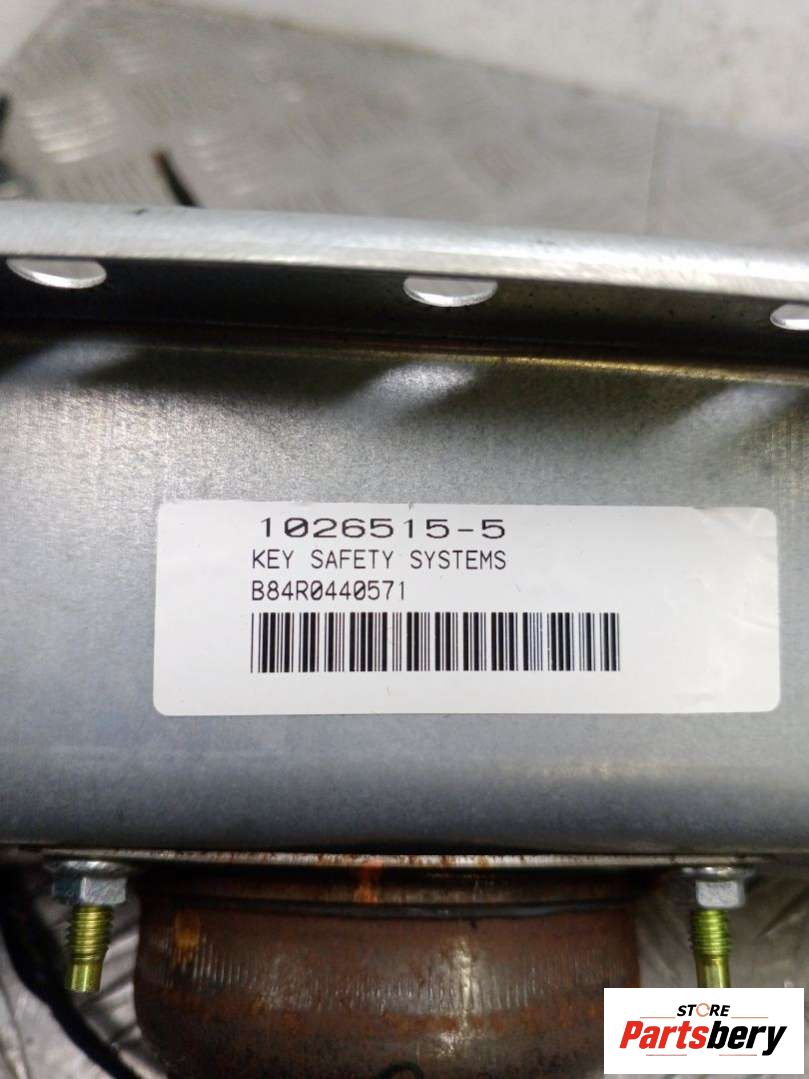 1026515-5
KEY SAFETY SYSTEMS
B84R0440571
STORE
Partsbery